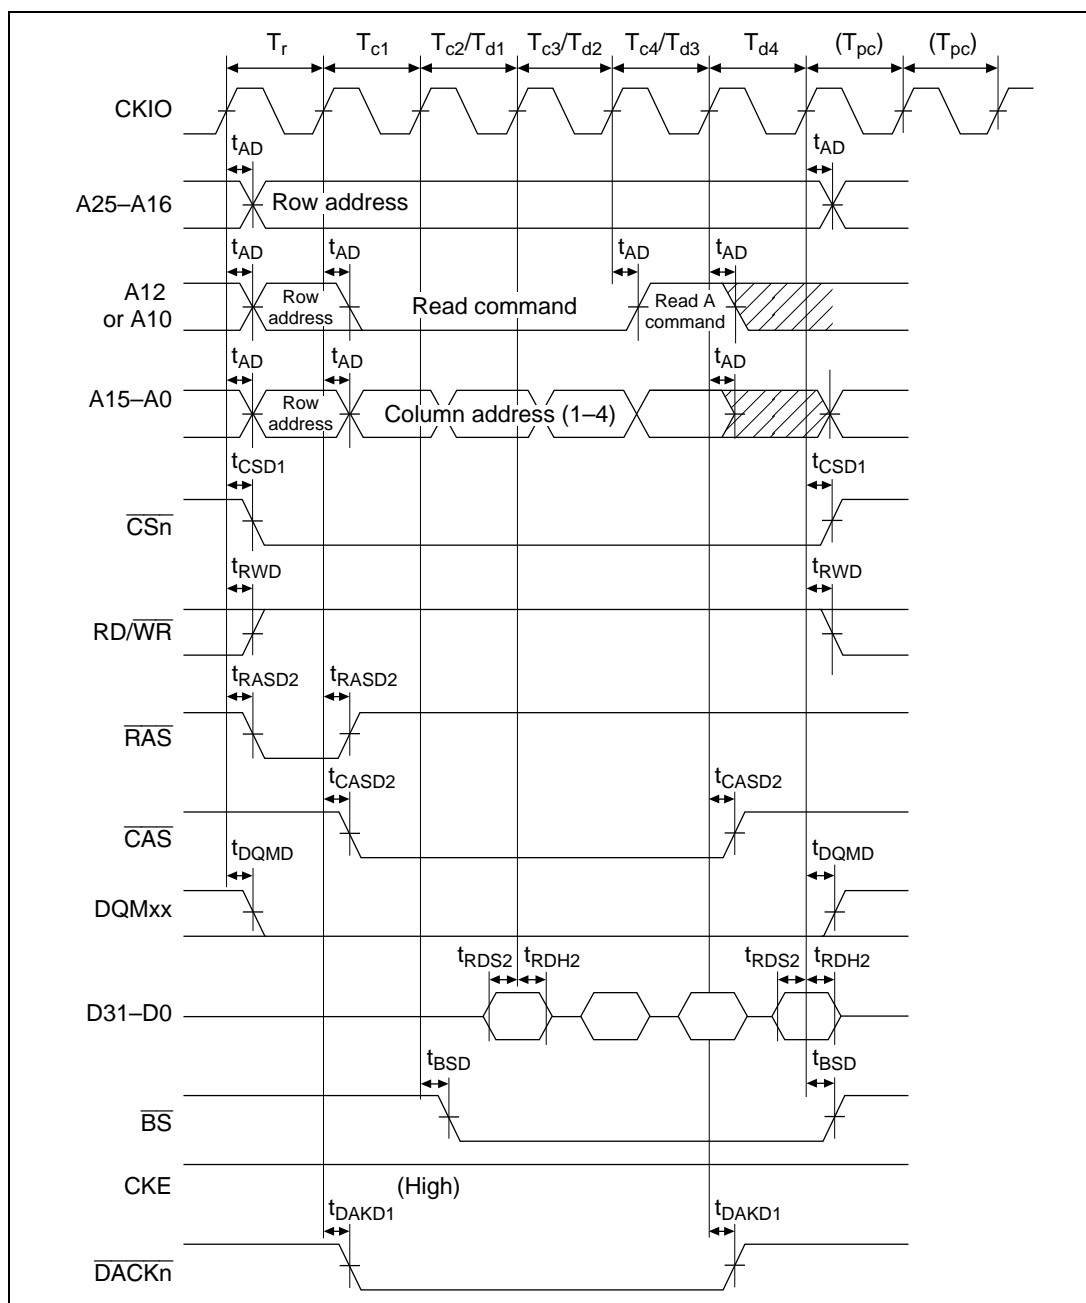 Tr Tc1 Tc2/Td1 Tc3/Td2 Tc4/Td3 Td4 (Tpc) (Tpc)
CKIO
tAD tAD
A25–A16 Row address
tAD tAD tAD tAD
A12 or A10 Row address Read command Read A command
tAD tAD tAD
A15–A0 Row address Column address (1–4)
tCSD1 tCSD1
CSn
tRWD tRWD
RD/WR
tRASD2 tRASD2
RAS
tCASD2 tCASD2
CAS
tDQMD tDQMD
DQMxx
tRDS2 tRDH2 tRDS2 tRDH2
D31–D0
tBSD tBSD
BS
CKE (High)
tDAKD1 tDAKD1
DACKn